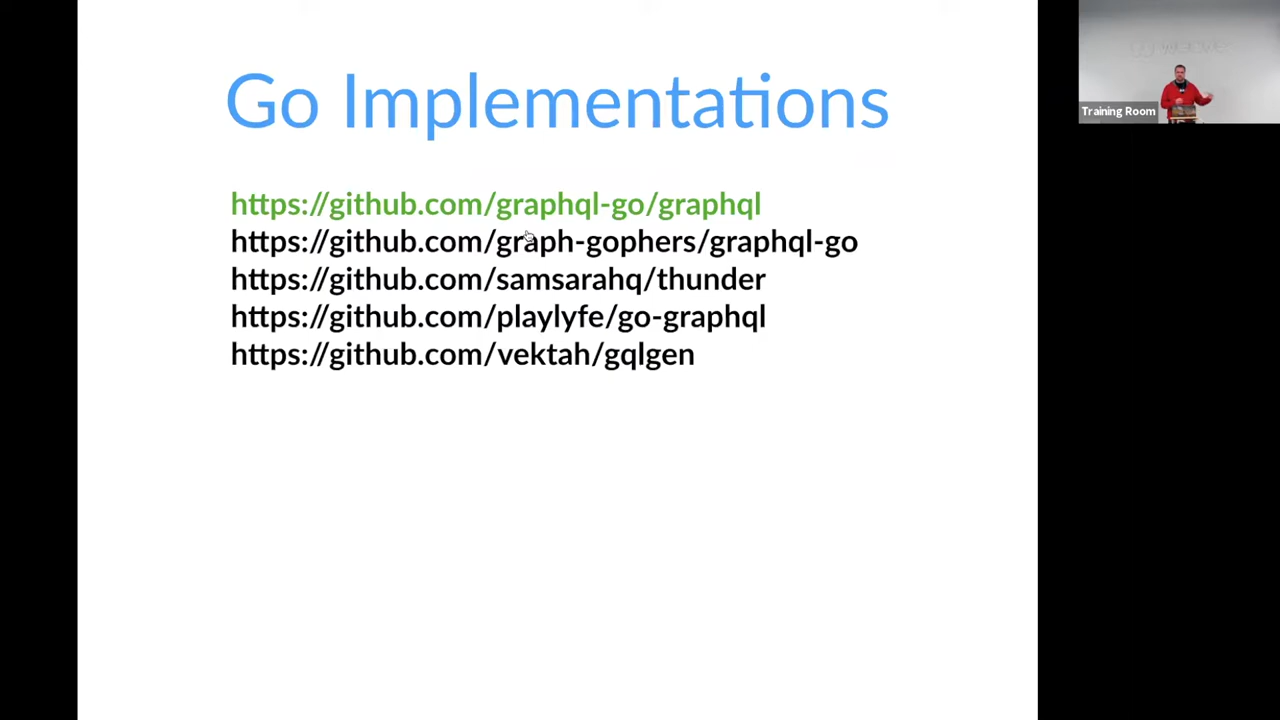 Go Implementations
https://github.com/graphql-go/graphql
https://github.com/graph-gophers/graphql-go
https://github.com/samsarahq/thunder
https://github.com/playlyfe/go-graphql
https://github.com/vektah/gqlgen
Training Room